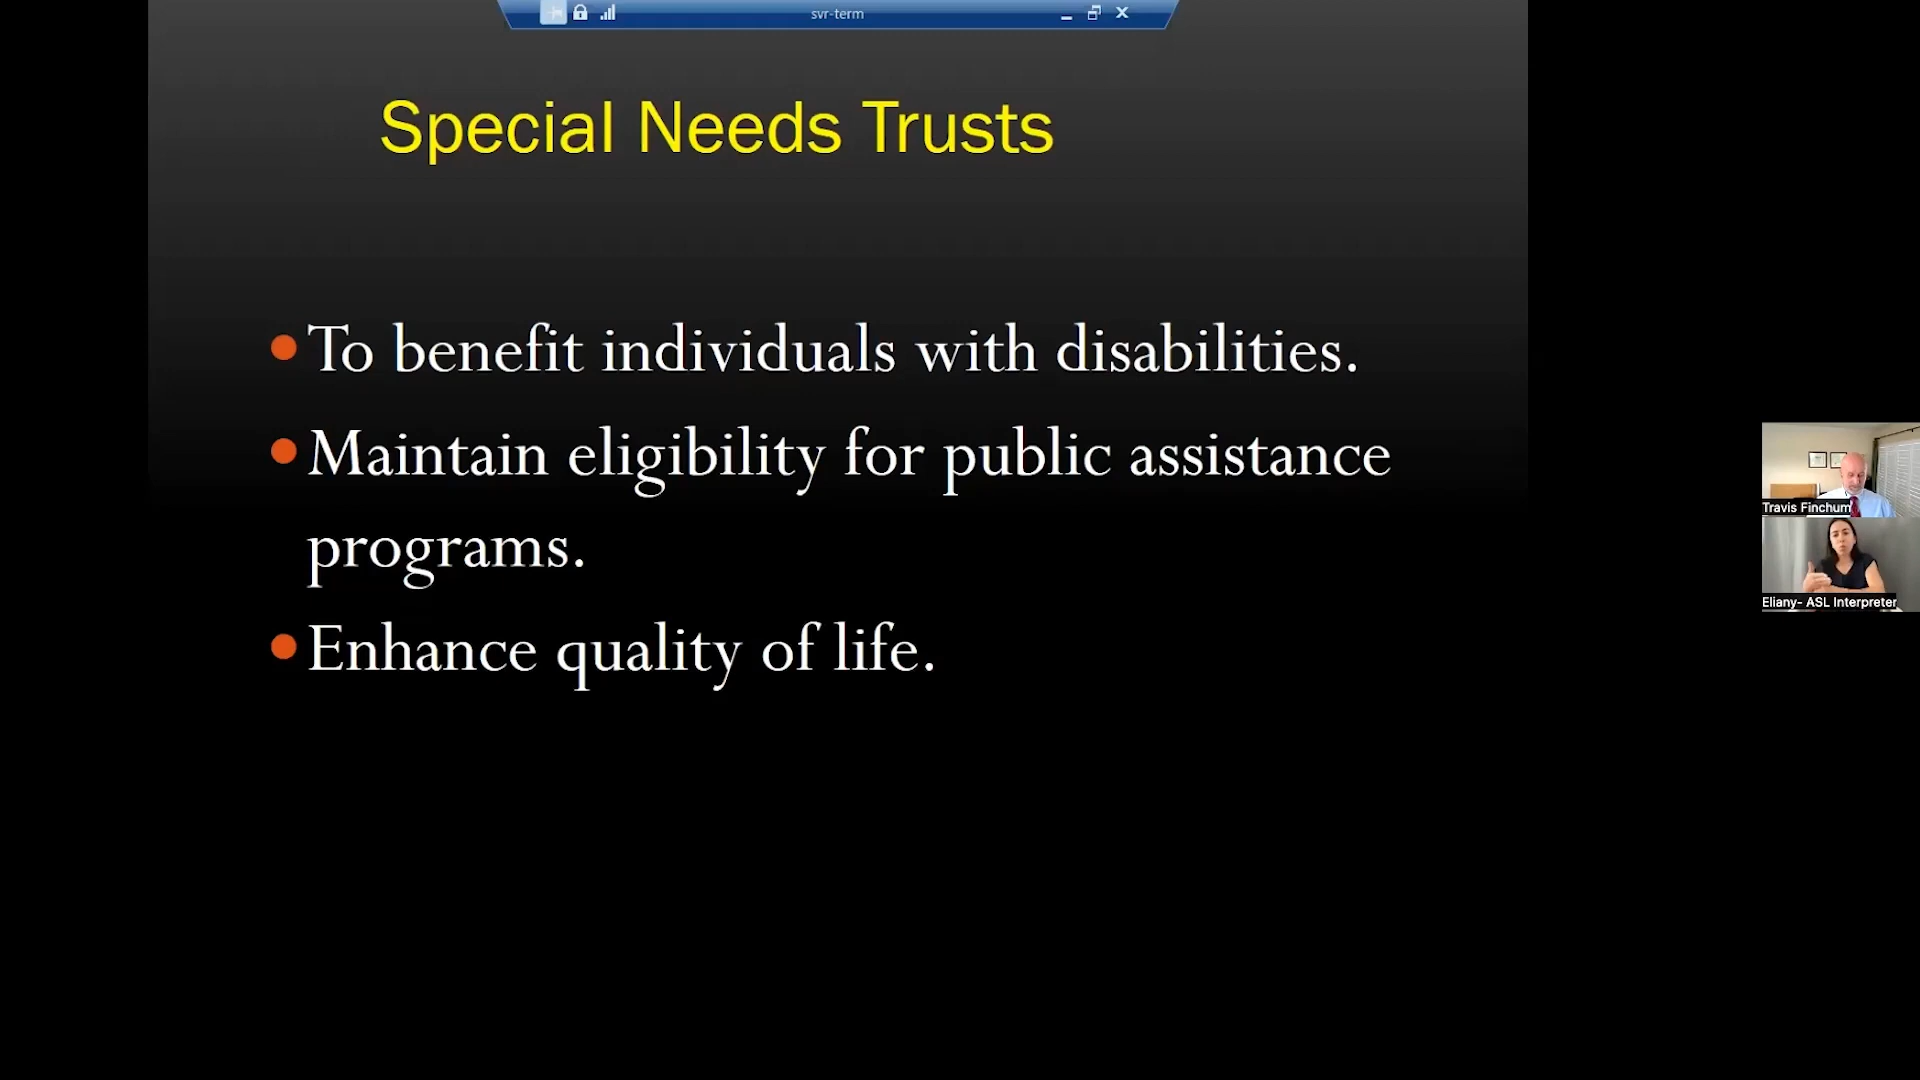 svr-term
Special Needs Trusts
To benefit individuals with disabilities.
Maintain eligibility for public assistance
programs.
Enhance quality of life.
Travis Finchum
Eliany- ASL Interpreter